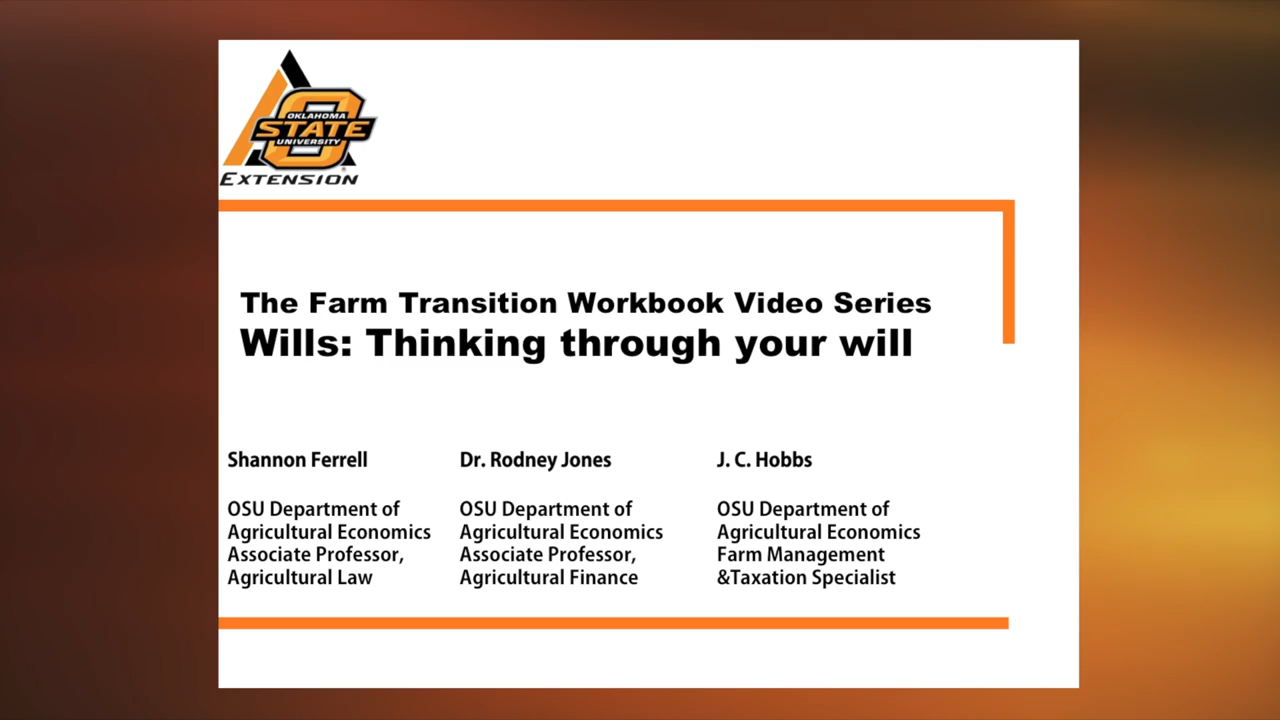 OKLAHOMA
STATE
UNIVERSITY
EXTENSION
The Farm Transition Workbook Video Series
Wills: Thinking through your will
Shannon Ferrell
OSU Department of
Agricultural Economics
Associate Professor,
Agricultural Law
Dr. Rodney Jones
OSU Department of
Agricultural Economics
Associate Professor,
Agricultural Finance
J. C. Hobbs
OSU Department of
Agricultural Economics
Farm Management
&Taxation Specialist